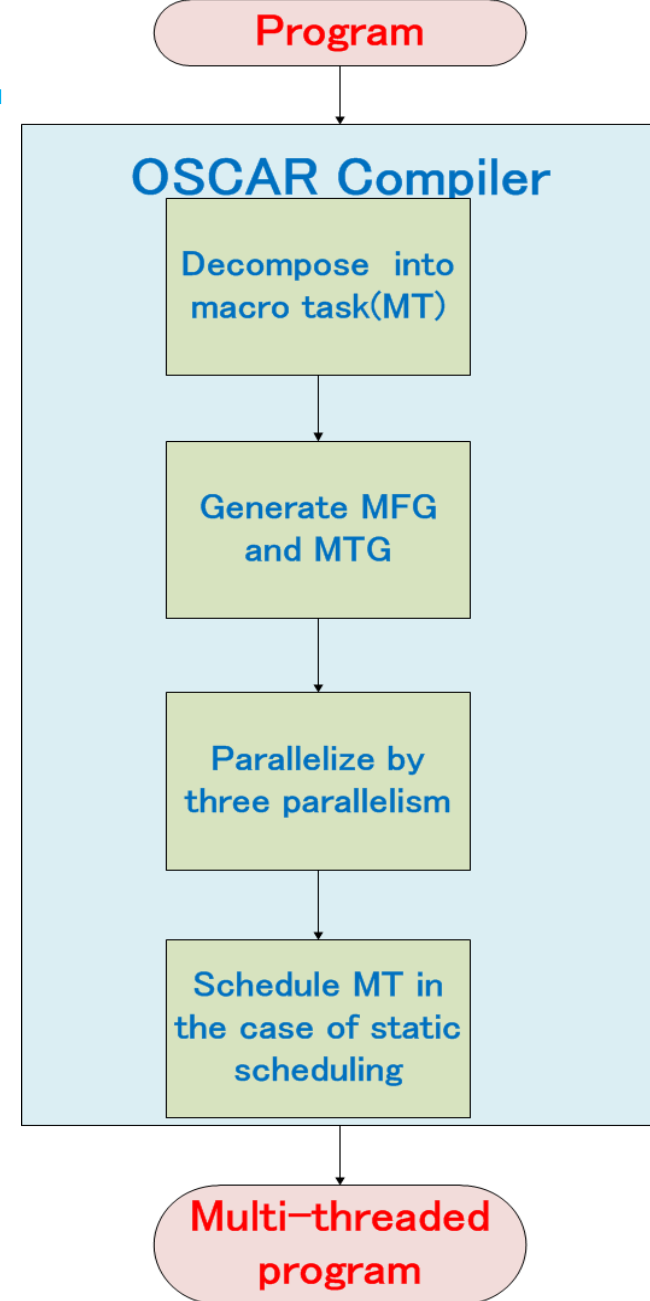 Program
OSCAR Compiler
Decompose into
macro task(MT)
Generate MFG
and MTG
Parallelize by
three parallelism
Schedule MT in
the case of static
scheduling
Multi-threaded
program